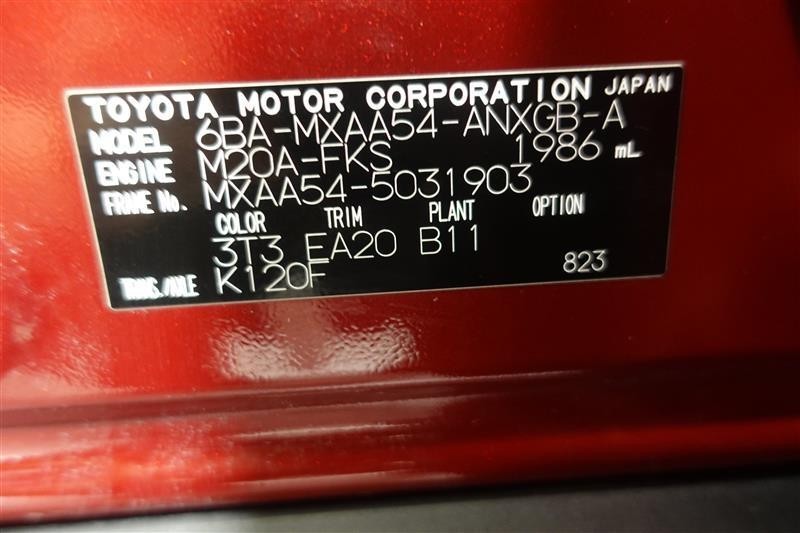 TOYOTA MOTOR CORPORATION JAPAN
MODEL 6BA-MXAA54-ANXGB-A
ENGINE M20A-FKS 1986 mL
FRAME No. MXAA54-5031903
COLOR TRIM PLANT OPTION
3T3 EA20 B11
TRANS./AXLE K120F 823